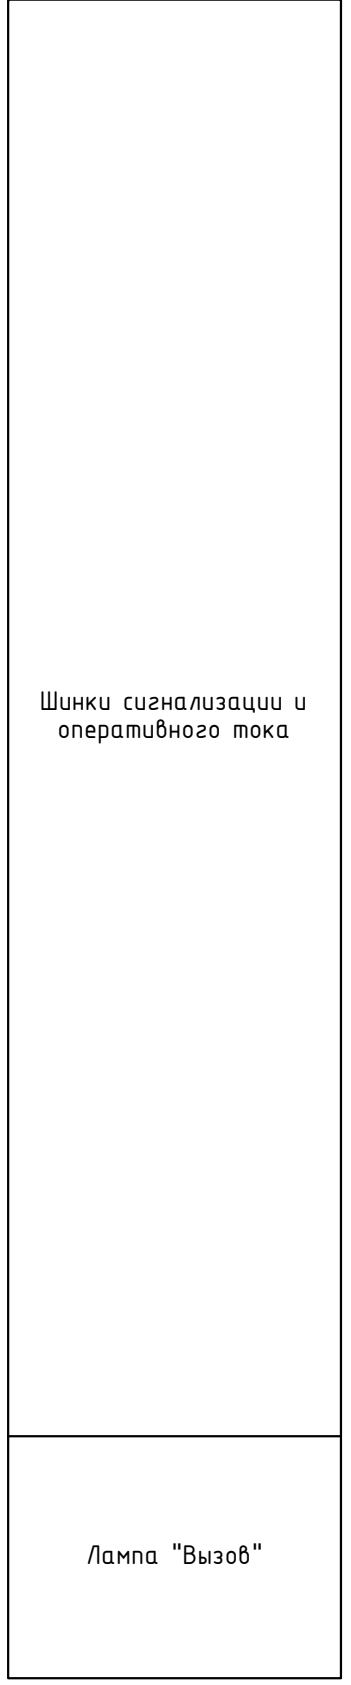 Шинки сигнализации и
оперативного тока
Лампа "Вызов"